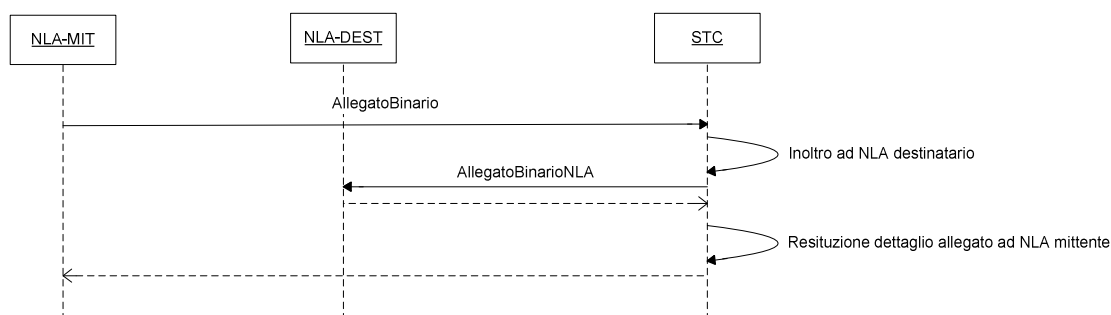 NLA-MIT
NLA-DEST
STC
AllegatoBinario
Inoltro ad NLA destinatario
AllegatoBinarioNLA
Resituzione dettaglio allegato ad NLA mittente